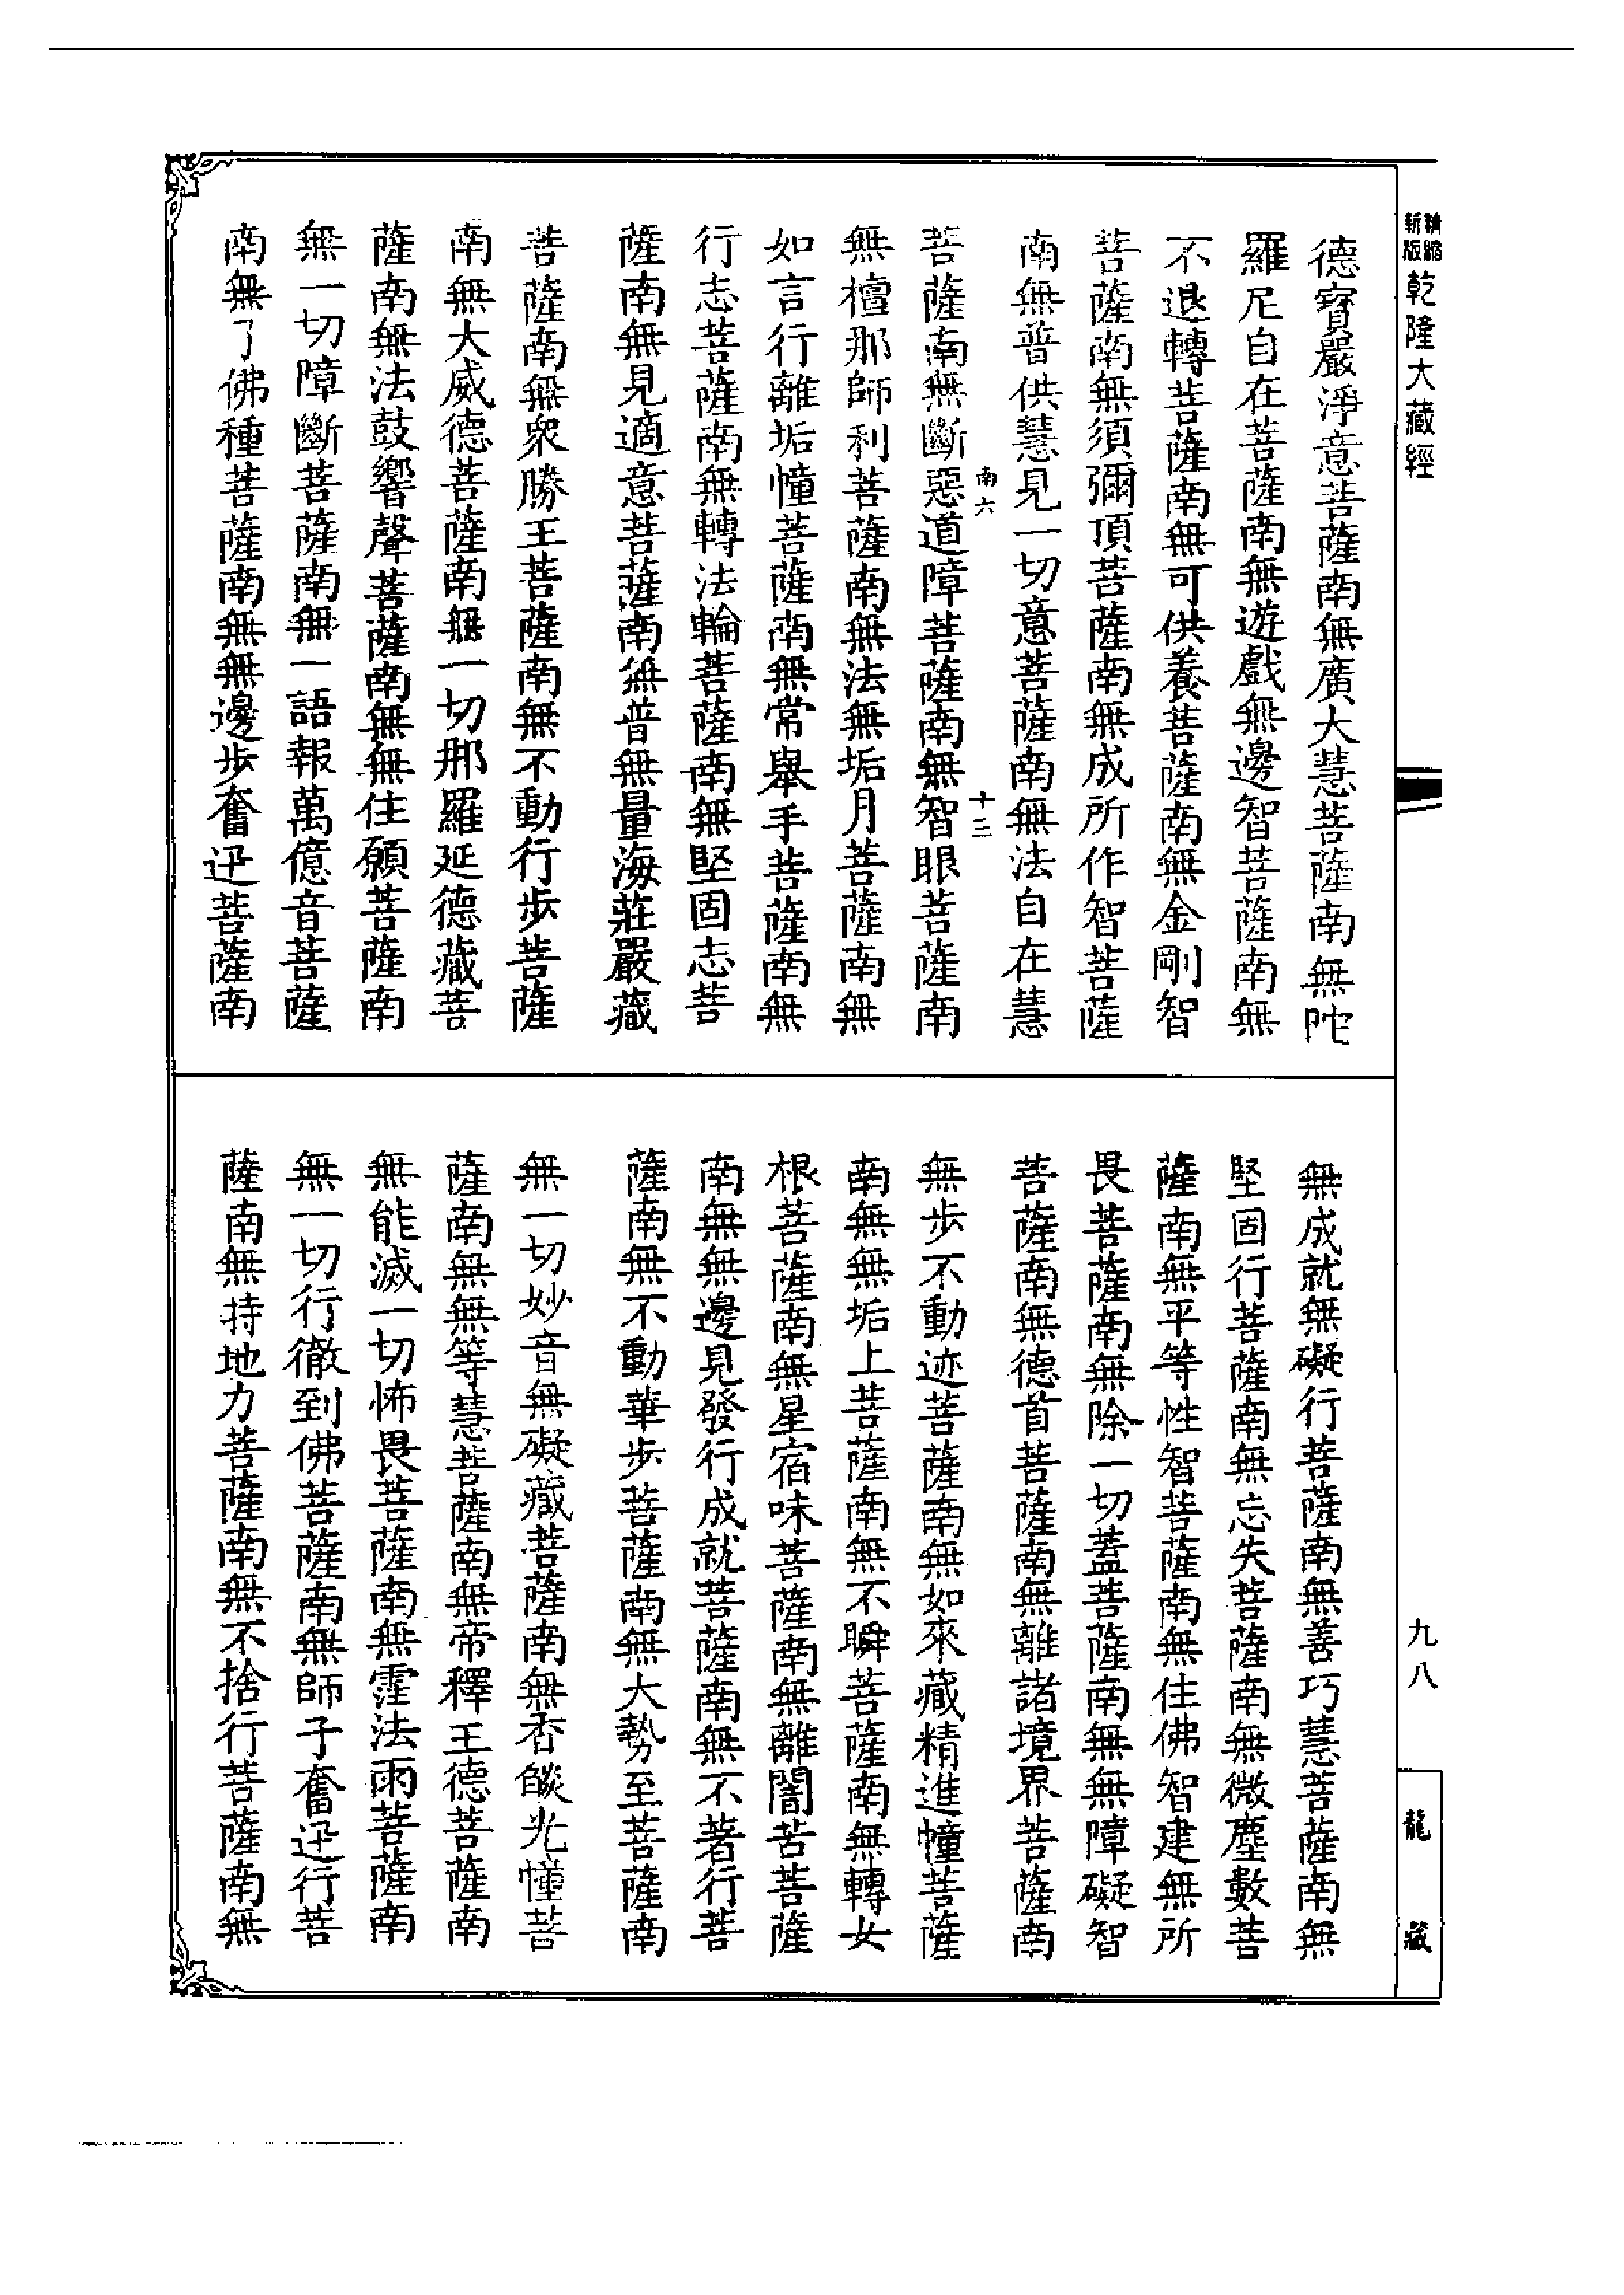 精縮新版乾隆大藏經
德寶嚴淨意菩薩南無廣大慧菩薩南無陀
羅尼自在菩薩南無遊戲無邊智菩薩南無
不退轉菩薩南無可供養菩薩南無金剛智
菩薩南無須彌頂菩薩南無成所作智菩薩
南無普供慧見一切意菩薩南無法自在慧
南六 十三
菩薩南無斷惡道障菩薩南無智眼菩薩南
無檀那師利菩薩南無法無垢月菩薩南無
如言行離垢幢菩薩南無常舉手菩薩南無
行志菩薩南無轉法輪菩薩南無堅固志菩
薩南無見適意菩薩南無普無量海莊嚴藏
菩薩南無衆勝王菩薩南無不動行步菩薩
南無大威德菩薩南無一切那羅延德藏菩
薩南無法鼓響聲菩薩南無無住願菩薩南
無一切障斷菩薩南無一語報萬億音菩薩
南無了佛種菩薩南無無邊步奮迅菩薩南
無成就無礙行菩薩南無善巧慧菩薩南無
堅固行菩薩南無忘失菩薩南無微塵數菩
薩南無平等性智菩薩南無住佛智建無所
畏菩薩南無除一切蓋菩薩南無無障礙智
菩薩南無德首菩薩南無離諸境界菩薩南
無步不動迹菩薩南無如來藏精進幢菩薩
南無無垢上菩薩南無不瞬菩薩南無轉女
根菩薩南無星宿味菩薩南無離闇苦菩薩
南無無邊見發行成就菩薩南無不著行菩
薩南無不動華步菩薩南無大勢至菩薩南
無一切妙音無礙藏菩薩南無香燄光幢菩
薩南無無等慧菩薩南無帝釋王德菩薩南
無能滅一切怖畏菩薩南無霔法雨菩薩南
無一切行徹到佛菩薩南無師子奮迅行菩
薩南無持地力菩薩南無不捨行菩薩南無
九八
龍藏